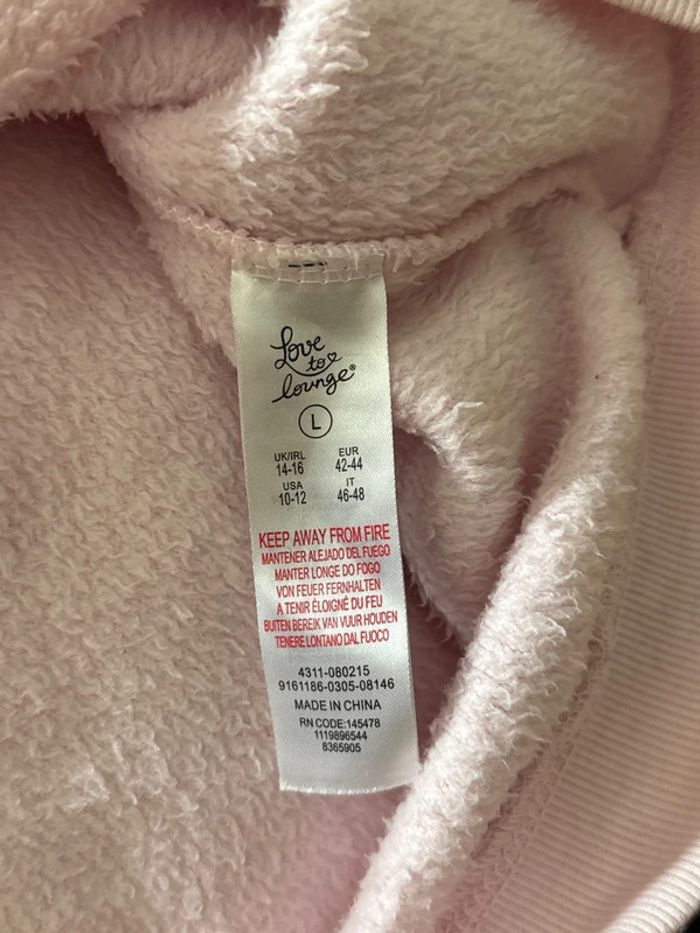 Love
to
lounge®
L
UK/IRL EUR
14-16 42-44
USA IT
10-12 46-48
KEEP AWAY FROM FIRE
MANTENER ALEJADO DEL FUEGO
MANTER LONGE DO FOGO
VON FEUER FERNHALTEN
A TENIR ÉLOIGNÉ DU FEU
BUITEN BEREIK VAN VUUR HOUDEN
TENERE LONTANO DAL FUOCO
4311-080215
9161186-0305-08146
MADE IN CHINA
RN CODE:145478
1119896544
8365905